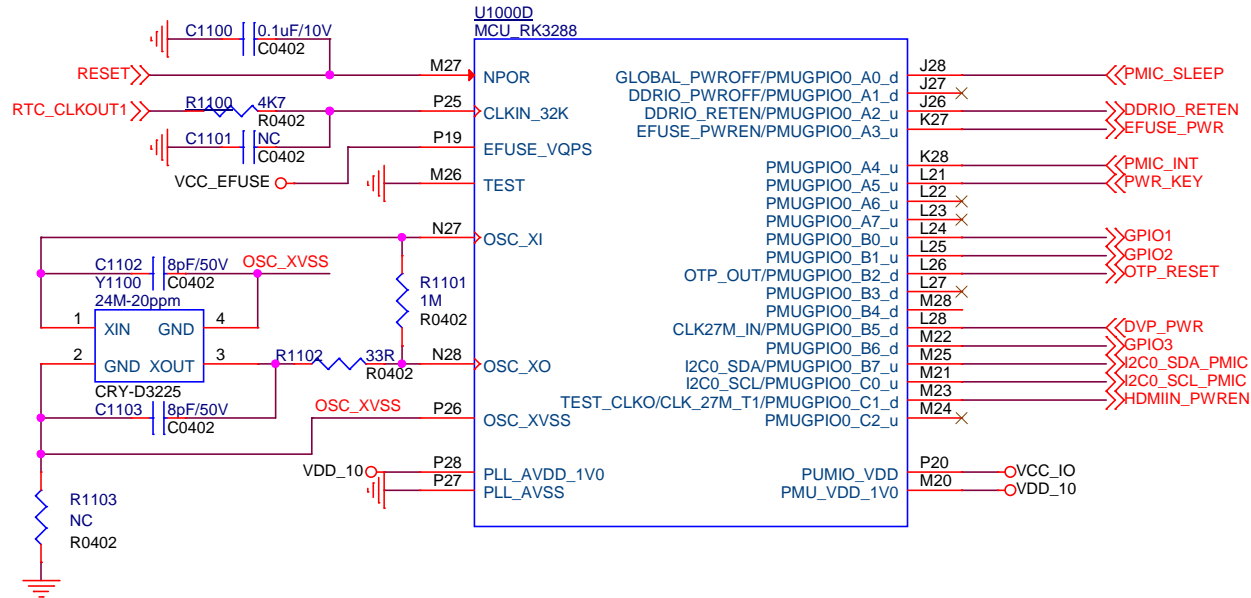 U1000D
MCU_RK3288
C1100 0.1uF/10V
C0402
RESET M27 NPOR
RTC_CLKOUT1 R1100 4K7 P25 CLKIN_32K
R0402
C1101 NC
C0402
P19 EFUSE_VQPS
VCC_EFUSE
M26 TEST
N27 OSC_XI
C1102 8pF/50V OSC_XVSS
C0402
Y1100
24M-20ppm
1 XIN GND 4
2 GND XOUT 3
CRY-D3225
R1101
1M
R0402
R1102 33R N28 OSC_XO
R0402
C1103 8pF/50V
C0402
OSC_XVSS P26 OSC_XVSS
VDD_10 P28 PLL_AVDD_1V0
P27 PLL_AVSS
R1103
NC
R0402
GLOBAL_PWROFF/PMUGPIO0_A0_d J28 PMIC_SLEEP
DDRIO_PWROFF/PMUGPIO0_A1_d J27
DDRIO_RETEN/PMUGPIO0_A2_u J26 DDRIO_RETEN
EFUSE_PWREN/PMUGPIO0_A3_u K27 EFUSE_PWR
PMUGPIO0_A4_u K28 PMIC_INT
PMUGPIO0_A5_u L21 PWR_KEY
PMUGPIO0_A6_u L22
PMUGPIO0_A7_u L23
PMUGPIO0_B0_u L24 GPIO1
PMUGPIO0_B1_u L25 GPIO2
OTP_OUT/PMUGPIO0_B2_d L26 OTP_RESET
PMUGPIO0_B3_d L27
PMUGPIO0_B4_d M28
CLK27M_IN/PMUGPIO0_B5_d L28 DVP_PWR
PMUGPIO0_B6_d M22 GPIO3
I2C0_SDA/PMUGPIO0_B7_u M25 I2C0_SDA_PMIC
I2C0_SCL/PMUGPIO0_C0_u M21 I2C0_SCL_PMIC
TEST_CLKO/CLK_27M_T1/PMUGPIO0_C1_d M23 HDMIIN_PWREN
PMUGPIO0_C2_u M24
PUMIO_VDD P20 VCC_IO
PMU_VDD_1V0 M20 VDD_10